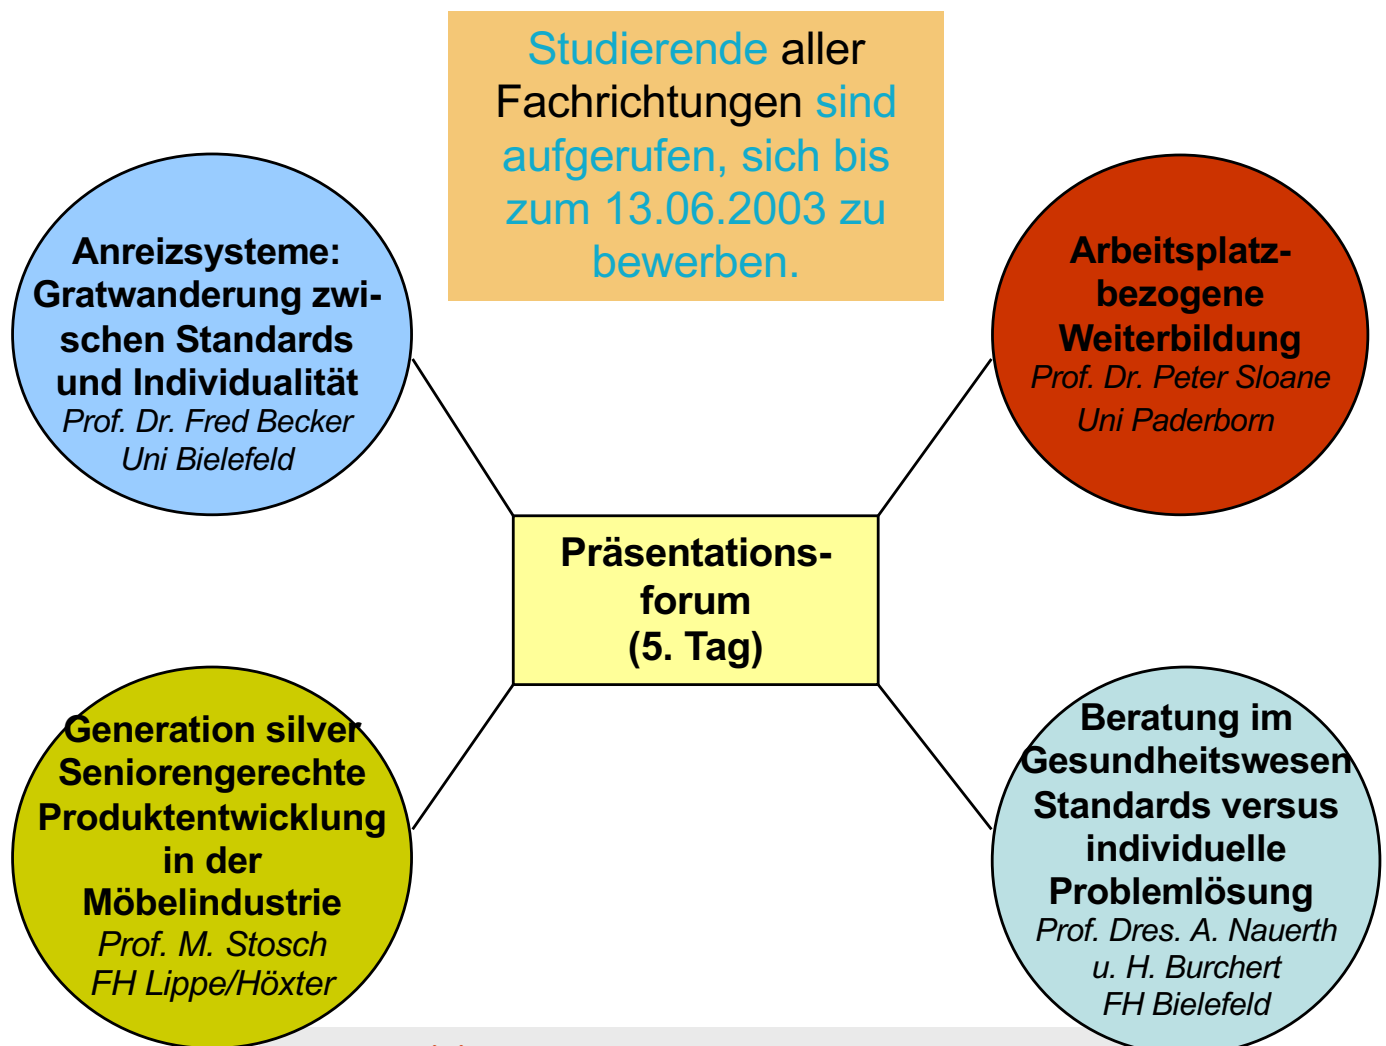 Studierende aller
Fachrichtungen sind
aufgerufen, sich bis
zum 13.06.2003 zu
bewerben.
Anreizsysteme:
Gratwanderung zwi-
schen Standards
und Individualität
Prof. Dr. Fred Becker
Uni Bielefeld
Arbeitsplatz-
bezogene
Weiterbildung
Prof. Dr. Peter Sloane
Uni Paderborn
Präsentations-
forum
(5. Tag)
Generation silver
Seniorengerechte
Produktentwicklung
in der
Möbelindustrie
Prof. M. Stosch
FH Lippe/Höxter
Beratung im
Gesundheitswesen
Standards versus
individuelle
Problemlösung
Prof. Dres. A. Nauerth
u. H. Burchert
FH Bielefeld